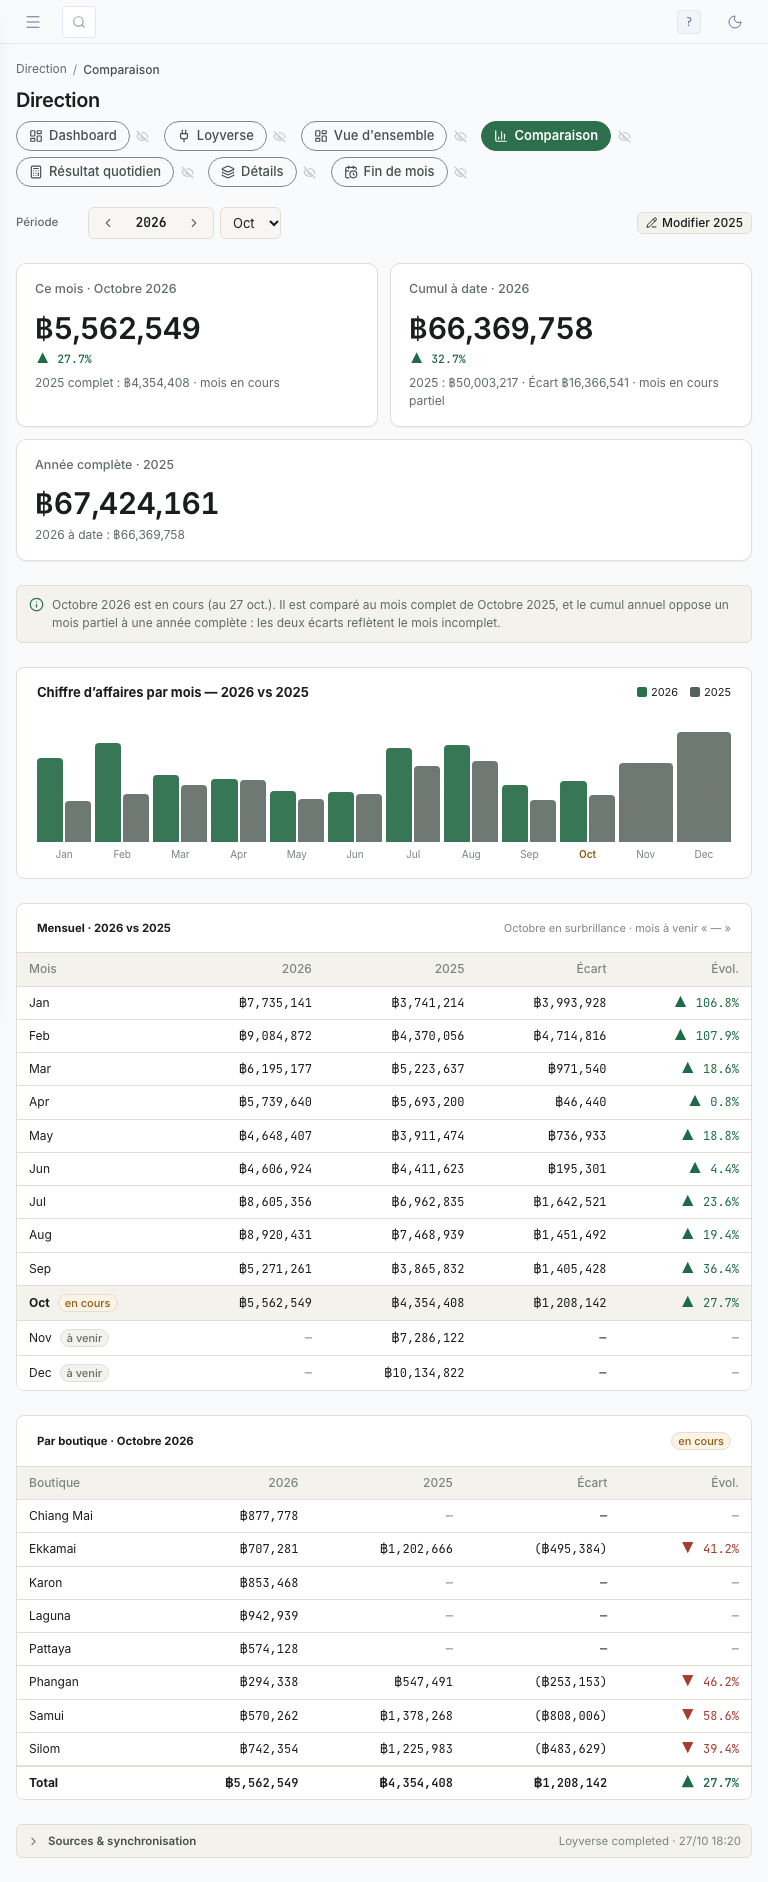 ?
Direction / Comparaison
Direction
Dashboard Loyverse Vue d'ensemble Comparaison
Résultat quotidien Détails Fin de mois
Période 2026 Oct Modifier 2025
Ce mois · Octobre 2026
฿5,562,549
▲ 27.7%
2025 complet : ฿4,354,408 · mois en cours
Cumul à date · 2026
฿66,369,758
▲ 32.7%
2025 : ฿50,003,217 · Écart ฿16,366,541 · mois en cours
partiel
Année complète · 2025
฿67,424,161
2026 à date : ฿66,369,758
Octobre 2026 est en cours (au 27 oct.). Il est comparé au mois complet de Octobre 2025, et le cumul annuel oppose un
mois partiel à une année complète : les deux écarts reflètent le mois incomplet.
Chiffre d’affaires par mois — 2026 vs 2025 2026 2025
Jan Feb Mar Apr May Jun Jul Aug Sep Oct Nov Dec
Mensuel · 2026 vs 2025 Octobre en surbrillance · mois à venir « — »
Mois 2026 2025 Écart Évol.
Jan ฿7,735,141 ฿3,741,214 ฿3,993,928 ▲ 106.8%
Feb ฿9,084,872 ฿4,370,056 ฿4,714,816 ▲ 107.9%
Mar ฿6,195,177 ฿5,223,637 ฿971,540 ▲ 18.6%
Apr ฿5,739,640 ฿5,693,200 ฿46,440 ▲ 0.8%
May ฿4,648,407 ฿3,911,474 ฿736,933 ▲ 18.8%
Jun ฿4,606,924 ฿4,411,623 ฿195,301 ▲ 4.4%
Jul ฿8,605,356 ฿6,962,835 ฿1,642,521 ▲ 23.6%
Aug ฿8,920,431 ฿7,468,939 ฿1,451,492 ▲ 19.4%
Sep ฿5,271,261 ฿3,865,832 ฿1,405,428 ▲ 36.4%
Oct en cours ฿5,562,549 ฿4,354,408 ฿1,208,142 ▲ 27.7%
Nov à venir — ฿7,286,122 — —
Dec à venir — ฿10,134,822 — —
Par boutique · Octobre 2026 en cours
Boutique 2026 2025 Écart Évol.
Chiang Mai ฿877,778 — — —
Ekkamai ฿707,281 ฿1,202,666 (฿495,384) ▼ 41.2%
Karon ฿853,468 — — —
Laguna ฿942,939 — — —
Pattaya ฿574,128 — — —
Phangan ฿294,338 ฿547,491 (฿253,153) ▼ 46.2%
Samui ฿570,262 ฿1,378,268 (฿808,006) ▼ 58.6%
Silom ฿742,354 ฿1,225,983 (฿483,629) ▼ 39.4%
Total ฿5,562,549 ฿4,354,408 ฿1,208,142 ▲ 27.7%
Sources & synchronisation Loyverse completed · 27/10 18:20